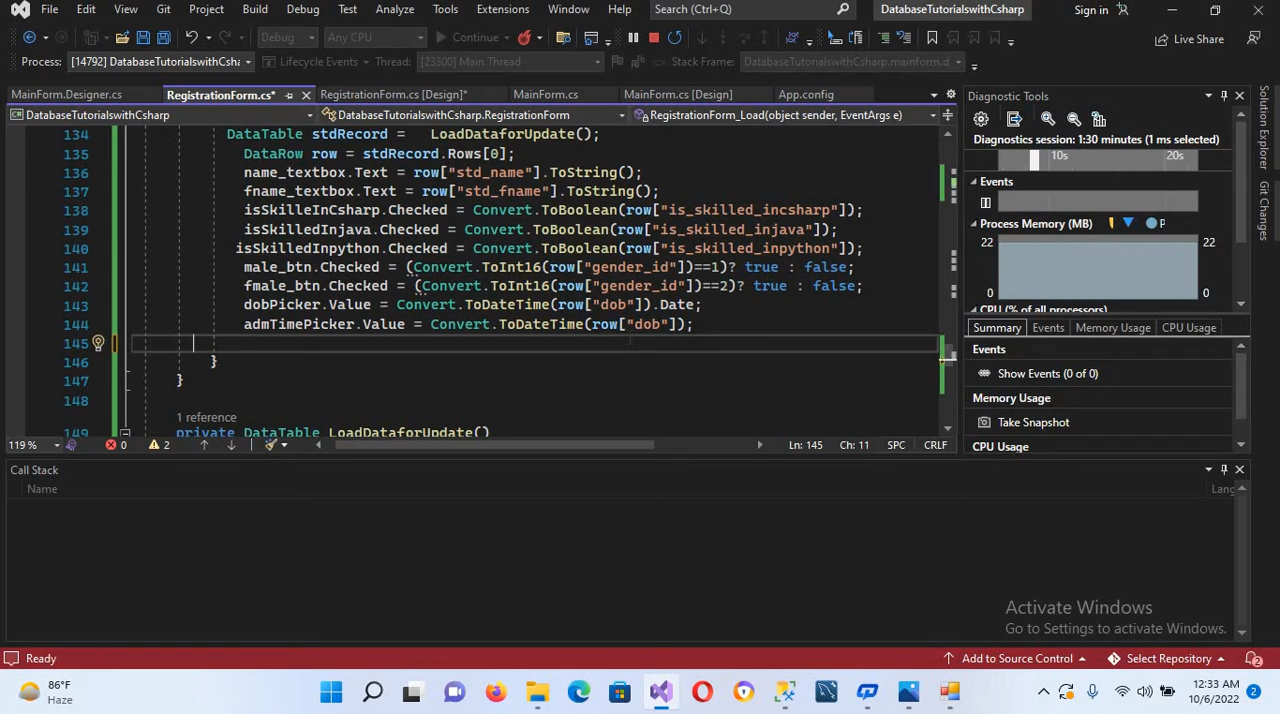 File Edit View Git Project Build Debug Test Analyze Tools Extensions Window Help Search (Ctrl+Q) DatabaseTutorialswithCsharp Sign in
Debug Any CPU Continue Live Share
Process: [14792] DatabaseTutorialswithCsha Lifecycle Events Thread: [23300] Main Thread Stack Frame: DatabaseTutorialswithCsharp.mainform.d
MainForm.Designer.cs RegistrationForm.cs* RegistrationForm.cs [Design]* MainForm.cs MainForm.cs [Design] App.config
DatabaseTutorialswithCsharp DatabaseTutorialswithCsharp.RegistrationForm RegistrationForm_Load(object sender, EventArgs e)
134 DataTable stdRecord = LoadDataforUpdate();
135 DataRow row = stdRecord.Rows[0];
136 name_textbox.Text = row["std_name"].ToString();
137 fname_textbox.Text = row["std_fname"].ToString();
138 isSkilleInCsharp.Checked = Convert.ToBoolean(row["is_skilled_incsharp"]);
139 isSkilledInjava.Checked = Convert.ToBoolean(row["is_skilled_injava"]);
140 isSkilledInpython.Checked = Convert.ToBoolean(row["is_skilled_inpython"]);
141 male_btn.Checked = (Convert.ToInt16(row["gender_id"])==1)? true : false;
142 fmale_btn.Checked = (Convert.ToInt16(row["gender_id"])==2)? true : false;
143 dobPicker.Value = Convert.ToDateTime(row["dob"]).Date;
144 admTimePicker.Value = Convert.ToDateTime(row["dob"]);
145
146 }
147 }
148
1 reference
149 private DataTable LoadDataforUpdate()
119 % 0 2 Ln: 145 Ch: 11 SPC CRLF
Diagnostic Tools
Diagnostics session: 1:30 minutes (1 ms selected)
10s 20s
Events
Process Memory (MB) P
22 22
0 0
CPU (% of all processors)
Summary Events Memory Usage CPU Usage
Events
Show Events (0 of 0)
Memory Usage
Take Snapshot
CPU Usage
Solution Explorer
Git Changes
Call Stack
Name Lang
Activate Windows
Go to Settings to activate Windows.
Ready Add to Source Control Select Repository 2
86°F
Haze
12:33 AM
10/6/2022
2